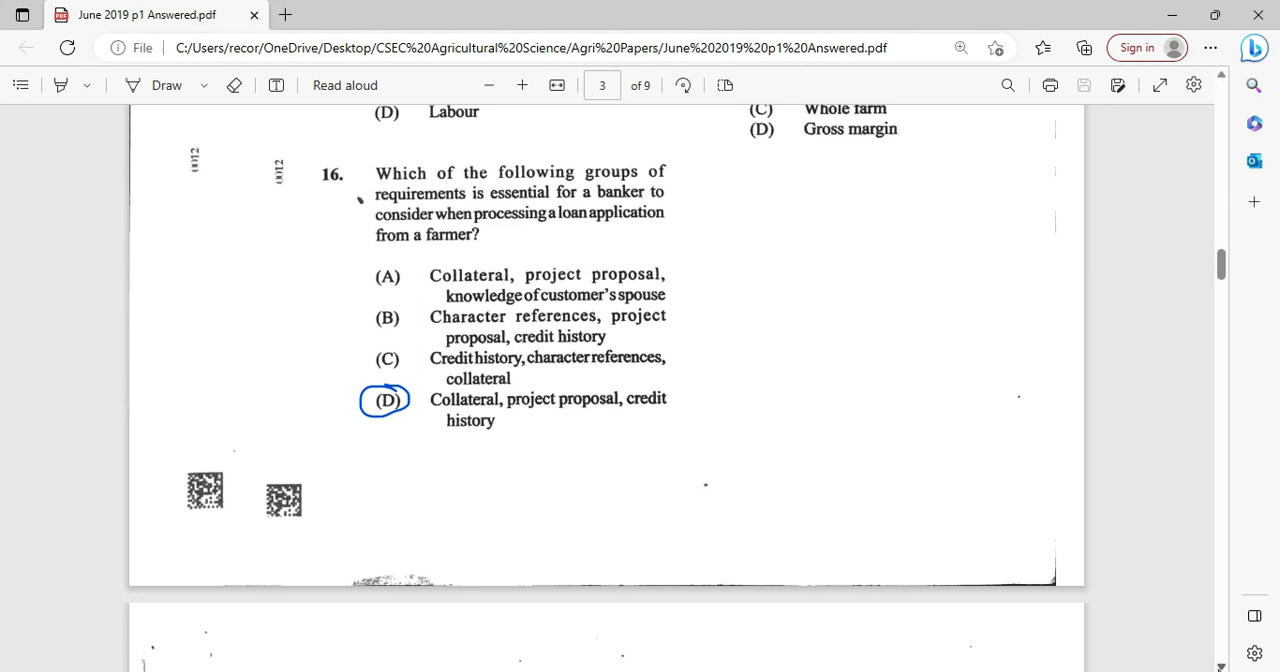 June 2019 p1 Answered.pdf
File
C:/Users/recor/OneDrive/Desktop/CSEC%20Agricultural%20Science/Agri%20Papers/June%202019%20p1%20Answered.pdf
Sign in
Draw
Read aloud
3
of 9
(D) Labour
(C) Whole farm
(D) Gross margin
0012
0012
16. Which of the following groups of
requirements is essential for a banker to
consider when processing a loan application
from a farmer?
(A) Collateral, project proposal,
knowledge of customer's spouse
(B) Character references, project
proposal, credit history
(C) Credit history, character references,
collateral
(D) Collateral, project proposal, credit
history